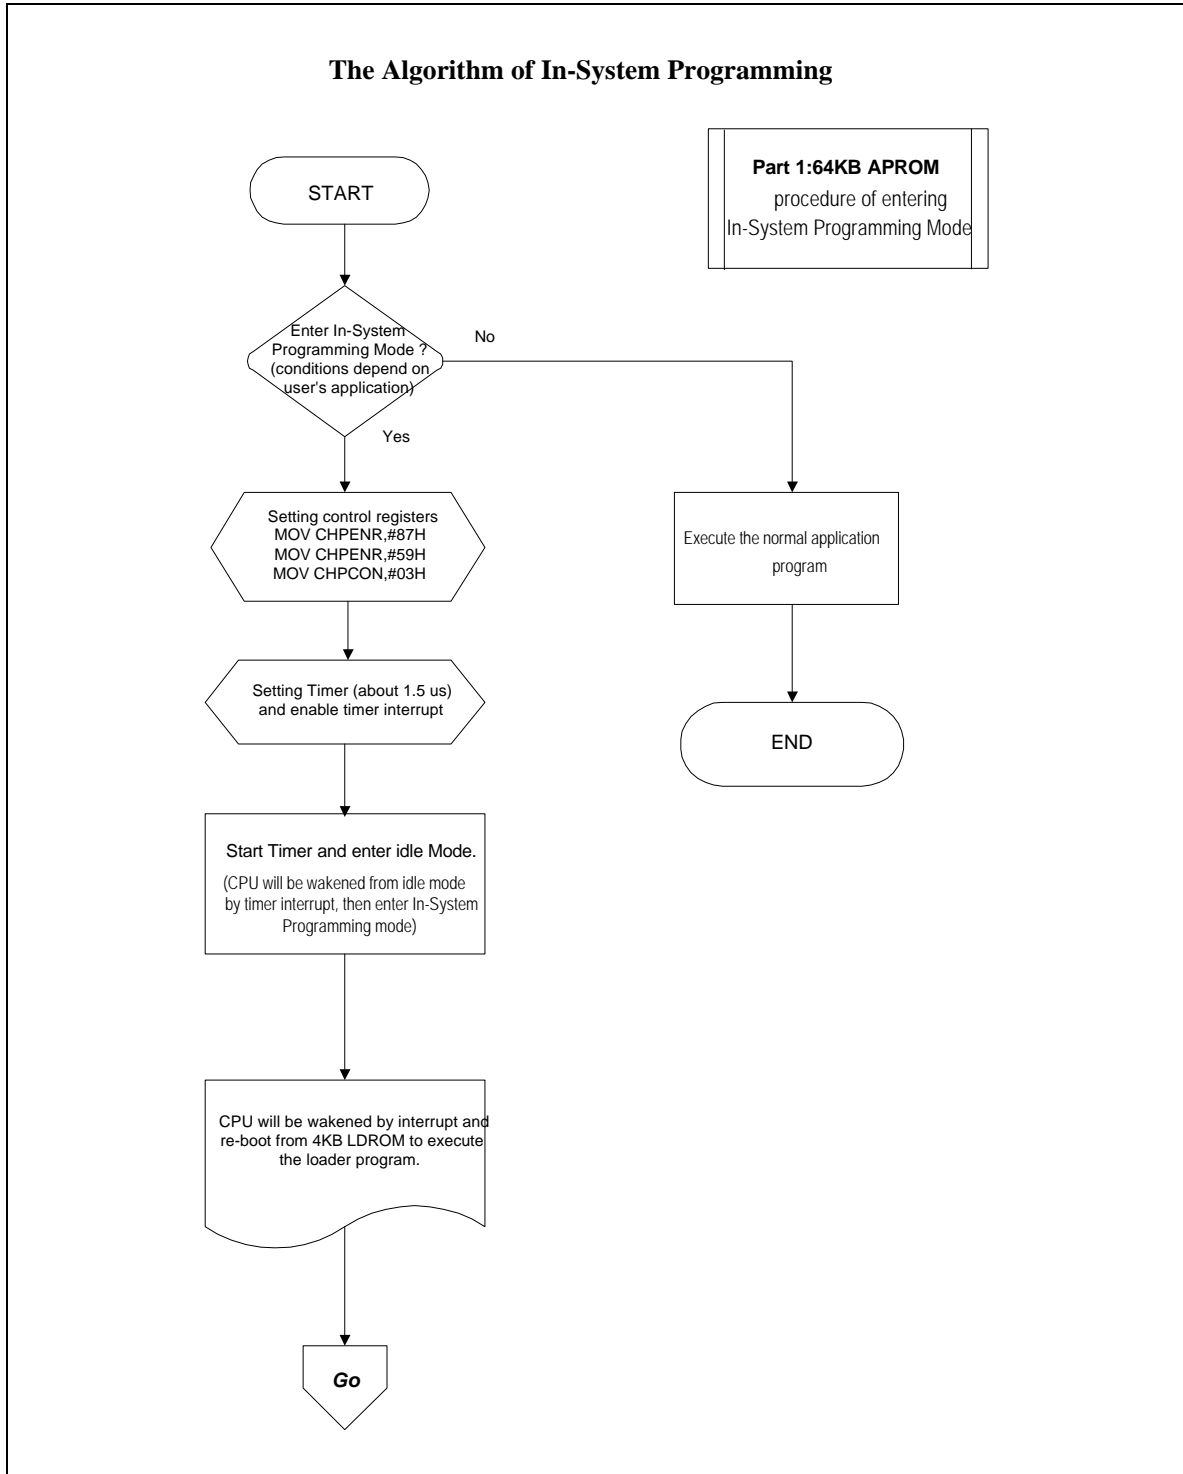 The Algorithm of In-System Programming
Part 1:64KB APROM
procedure of entering
In-System Programming Mode
START
Enter In-System
Programming Mode ?
(conditions depend on
user's application)
No
Yes
Setting control registers
MOV CHPENR,#87H
MOV CHPENR,#59H
MOV CHPCON,#03H
Execute the normal application
program
Setting Timer (about 1.5 us)
and enable timer interrupt
END
Start Timer and enter idle Mode.
(CPU will be wakened from idle mode
by timer interrupt, then enter In-System
Programming mode)
CPU will be wakened by interrupt and
re-boot from 4KB LDROM to execute
the loader program.
Go